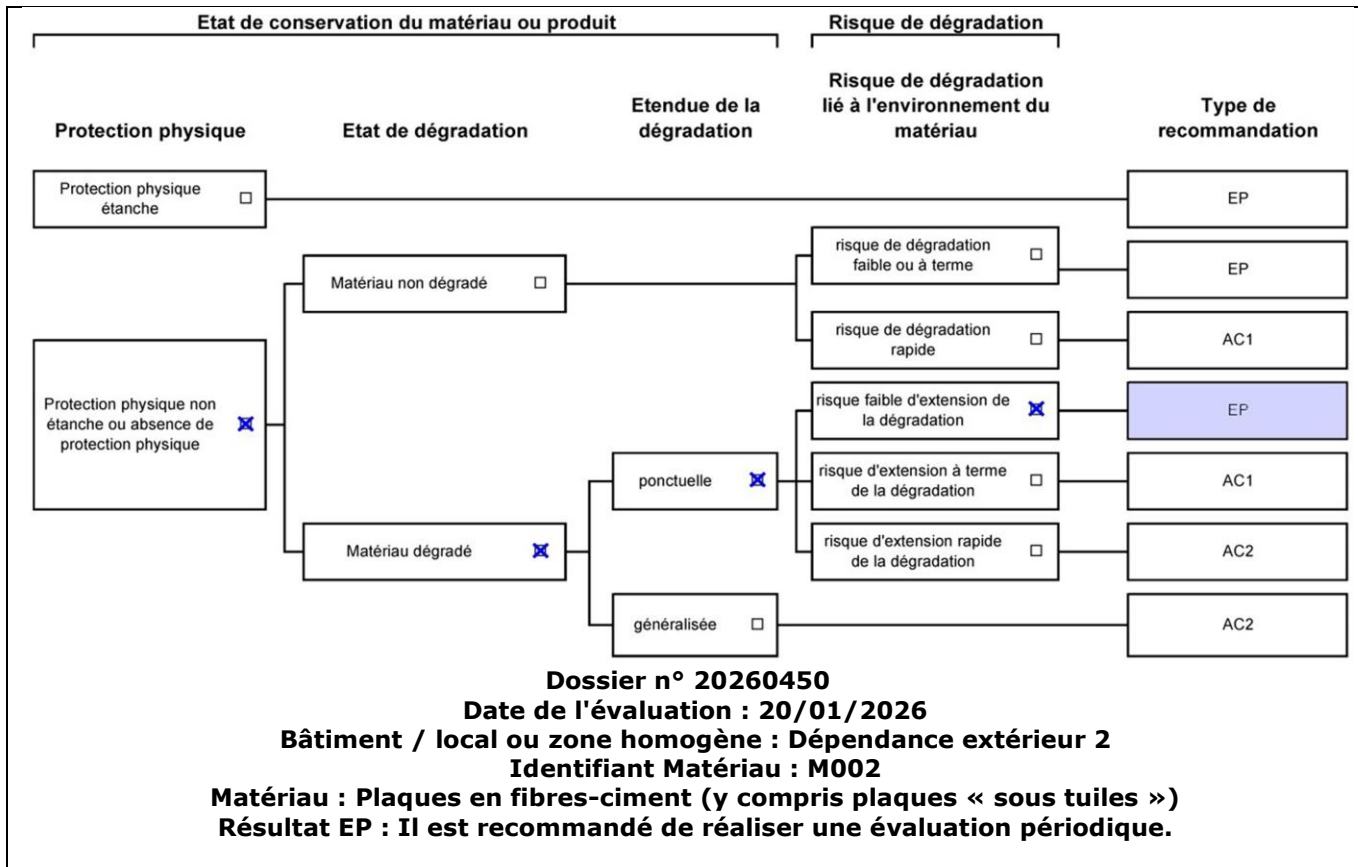 Etat de conservation du matériau ou produit
Risque de dégradation
Protection physique
Etat de dégradation
Etendue de la
dégradation
Risque de dégradation
lié à l'environnement du
matériau
Type de
recommandation
Protection physique
étanche
EP
risque de dégradation
faible ou à terme
EP
Matériau non dégradé
risque de dégradation
rapide
AC1
Protection physique non
étanche ou absence de
protection physique
risque faible d'extension de
la dégradation
EP
ponctuelle
risque d'extension à terme
de la dégradation
AC1
Matériau dégradé
risque d'extension rapide
de la dégradation
AC2
généralisée
AC2
Dossier n° 20260450
Date de l'évaluation : 20/01/2026
Bâtiment / local ou zone homogène : Dépendance extérieur 2
Identifiant Matériau : M002
Matériau : Plaques en fibres-ciment (y compris plaques « sous tuiles »)
Résultat EP : Il est recommandé de réaliser une évaluation périodique.